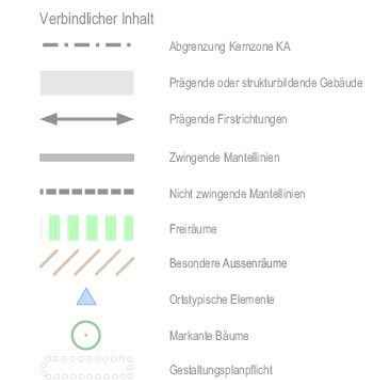 Verbindlicher Inhalt
Abgrenzung Kernzone KA
Prägende oder strukturbildende Gebäude
Prägende Firstrichtungen
Zwingende Mantellinien
Nicht zwingende Mantellinien
Freiräume
Besondere Aussenräume
Ortstypische Elemente
Markante Bäume
Gestaltungsplanpflicht